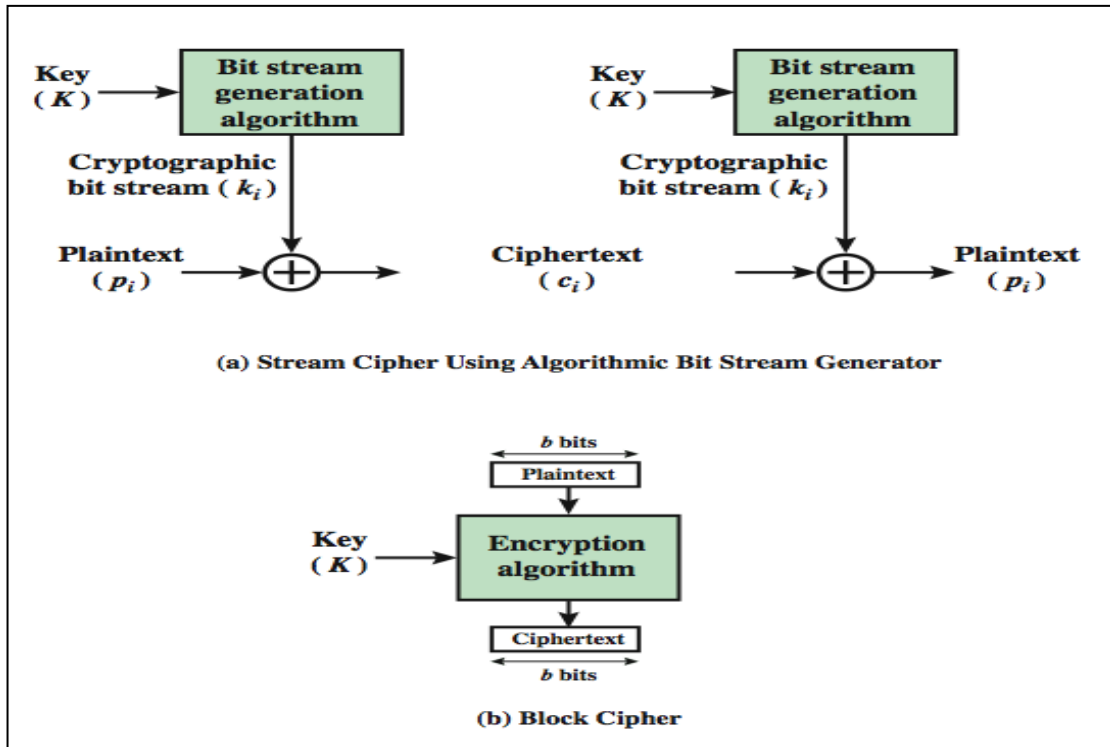 Key
( K )
Bit stream
generation
algorithm
Cryptographic
bit stream ( kᵢ )
Plaintext
( pᵢ )
Key
( K )
Bit stream
generation
algorithm
Cryptographic
bit stream ( kᵢ )
Ciphertext
( cᵢ )
Plaintext
( pᵢ )
(a) Stream Cipher Using Algorithmic Bit Stream Generator
b bits
Plaintext
Key
( K )
Encryption
algorithm
Ciphertext
b bits
(b) Block Cipher